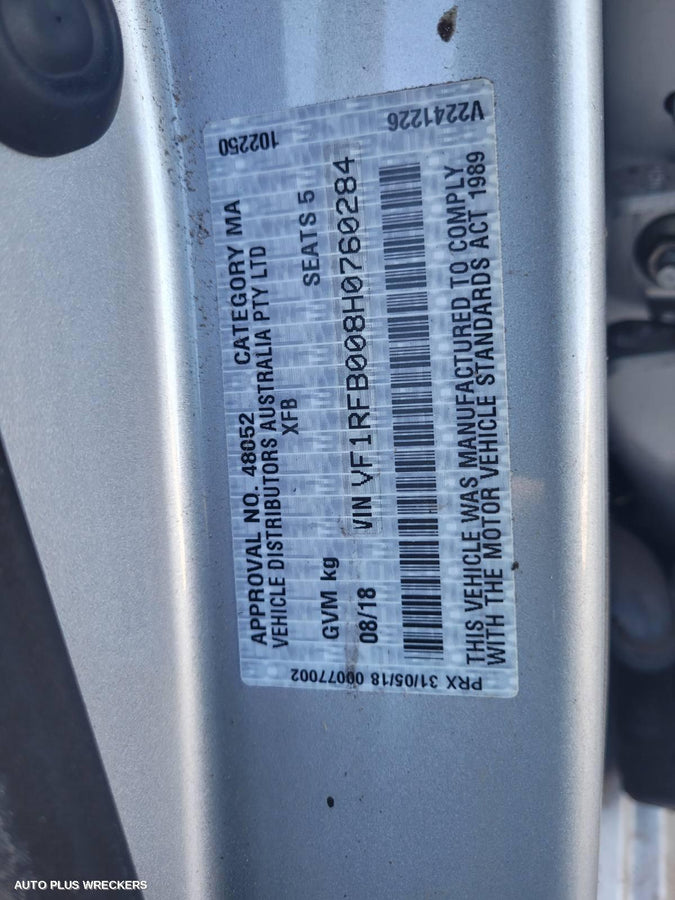 102250
V2241226
APPROVAL NO. 48052 CATEGORY MA
VEHICLE DISTRIBUTORS AUSTRALIA PTY LTD
XFB
GVM kg SEATS 5
08/18 VIN VF1RFB008H0760284
THIS VEHICLE WAS MANUFACTURED TO COMPLY
WITH THE MOTOR VEHICLE STANDARDS ACT 1989
PRX 31/05/18 00077002
AUTO PLUS WRECKERS